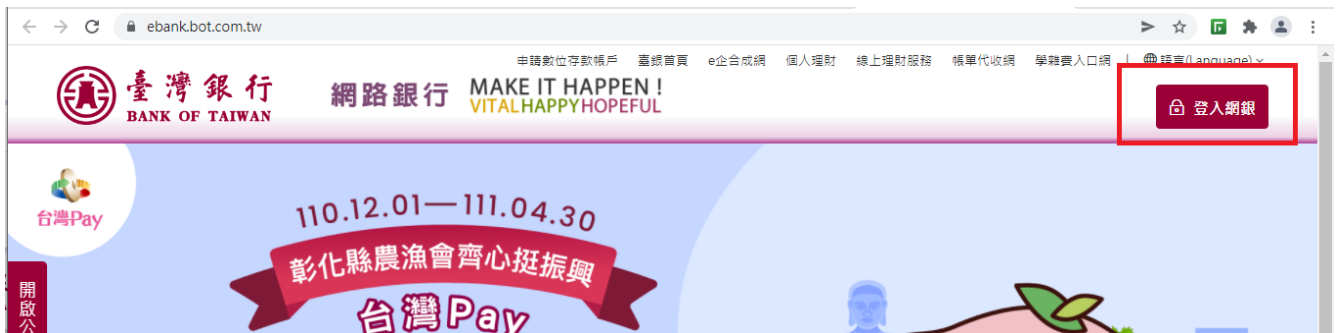 ebank.bot.com.tw
申請數位存款帳戶 臺銀首頁 e企合成網 個人理財 線上理財服務 帳單代收網 學雜費入口網 | 語言(Language)
臺灣銀行
BANK OF TAIWAN
網路銀行
MAKE IT HAPPEN !
VITALHAPPYHOPEFUL
登入網銀
台灣Pay
110.12.01—111.04.30
彰化縣農漁會齊心挺振興
台灣Pay
開啟公